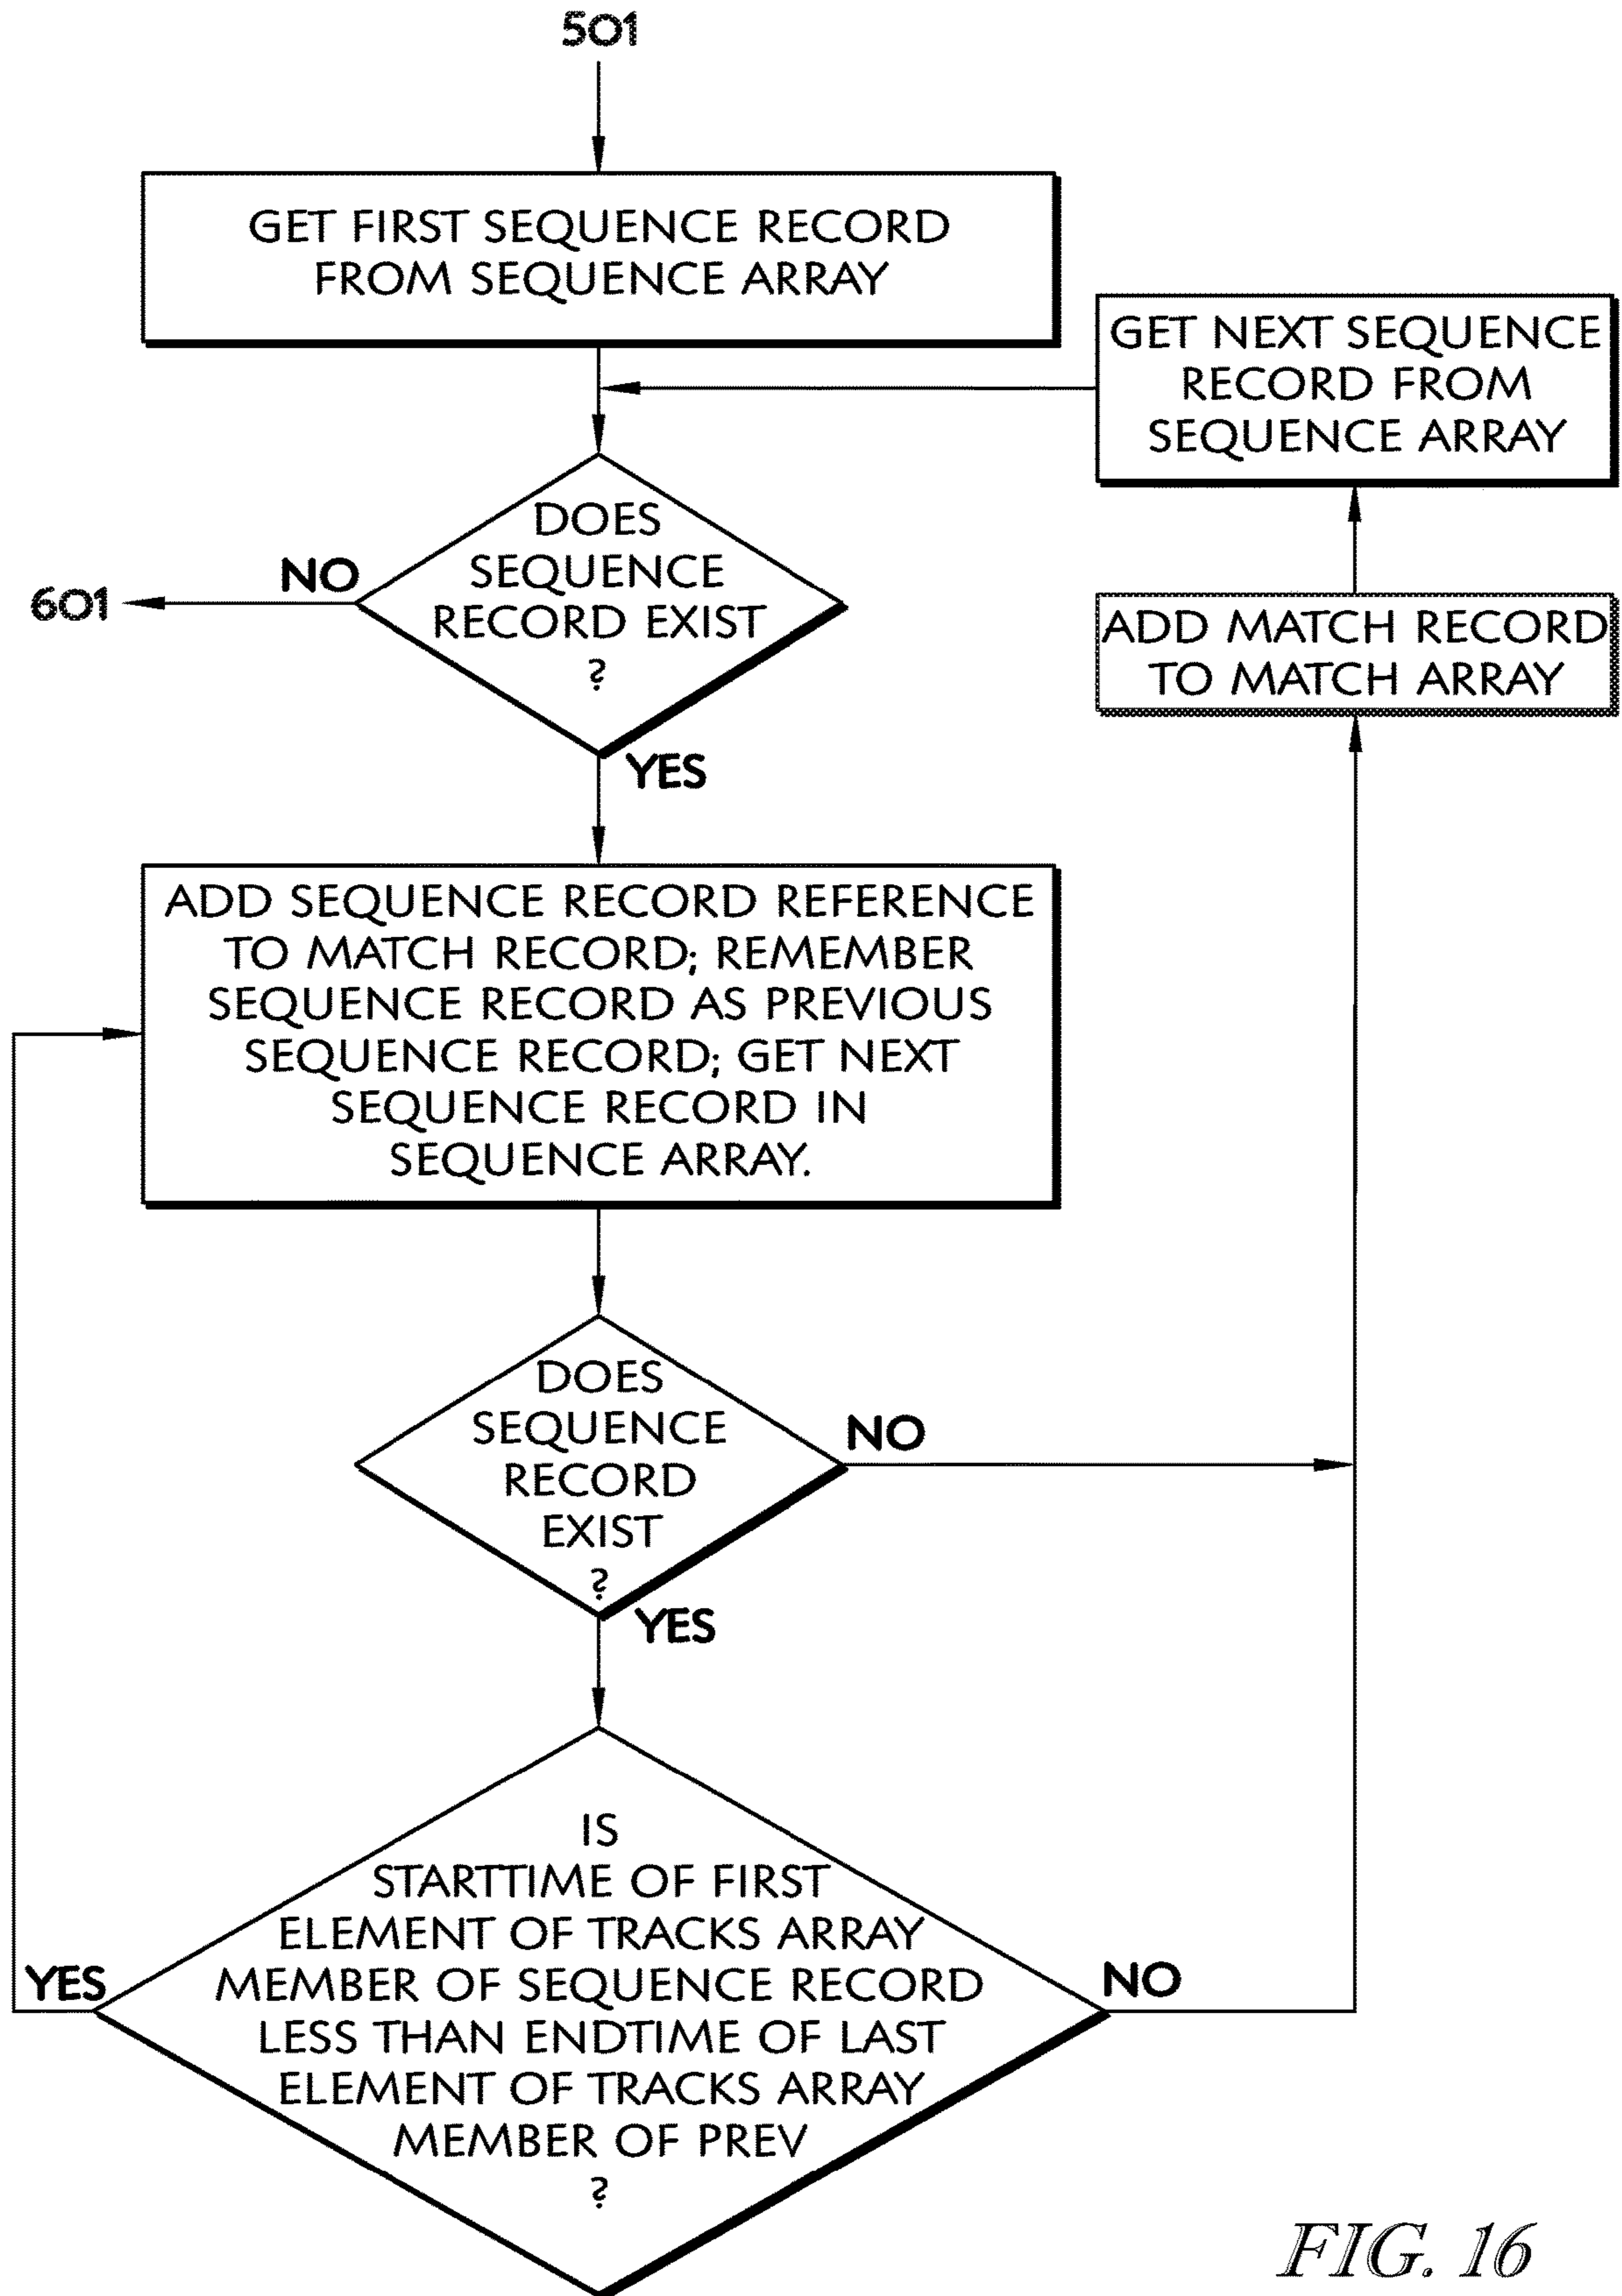 501
GET FIRST SEQUENCE RECORD
FROM SEQUENCE ARRAY
GET NEXT SEQUENCE
RECORD FROM
SEQUENCE ARRAY
DOES
SEQUENCE
RECORD EXIST
?
NO
601
ADD MATCH RECORD
TO MATCH ARRAY
YES
ADD SEQUENCE RECORD REFERENCE
TO MATCH RECORD; REMEMBER
SEQUENCE RECORD AS PREVIOUS
SEQUENCE RECORD; GET NEXT
SEQUENCE RECORD IN
SEQUENCE ARRAY.
DOES
SEQUENCE
RECORD
EXIST
?
NO
YES
IS
STARTTIME OF FIRST
ELEMENT OF TRACKS ARRAY
MEMBER OF SEQUENCE RECORD
LESS THAN ENDTIME OF LAST
ELEMENT OF TRACKS ARRAY
MEMBER OF PREV
?
YES
NO
FIG. 16